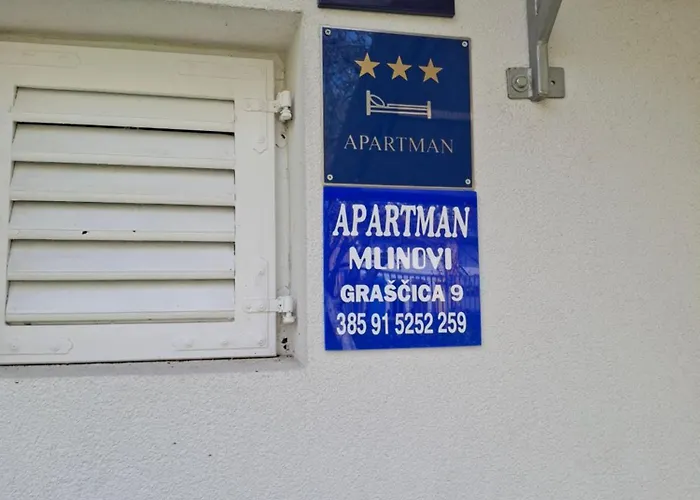 APARTMAN
APARTMAN
MLINOVI
GRAŠČICA 9
385 91 5252 259